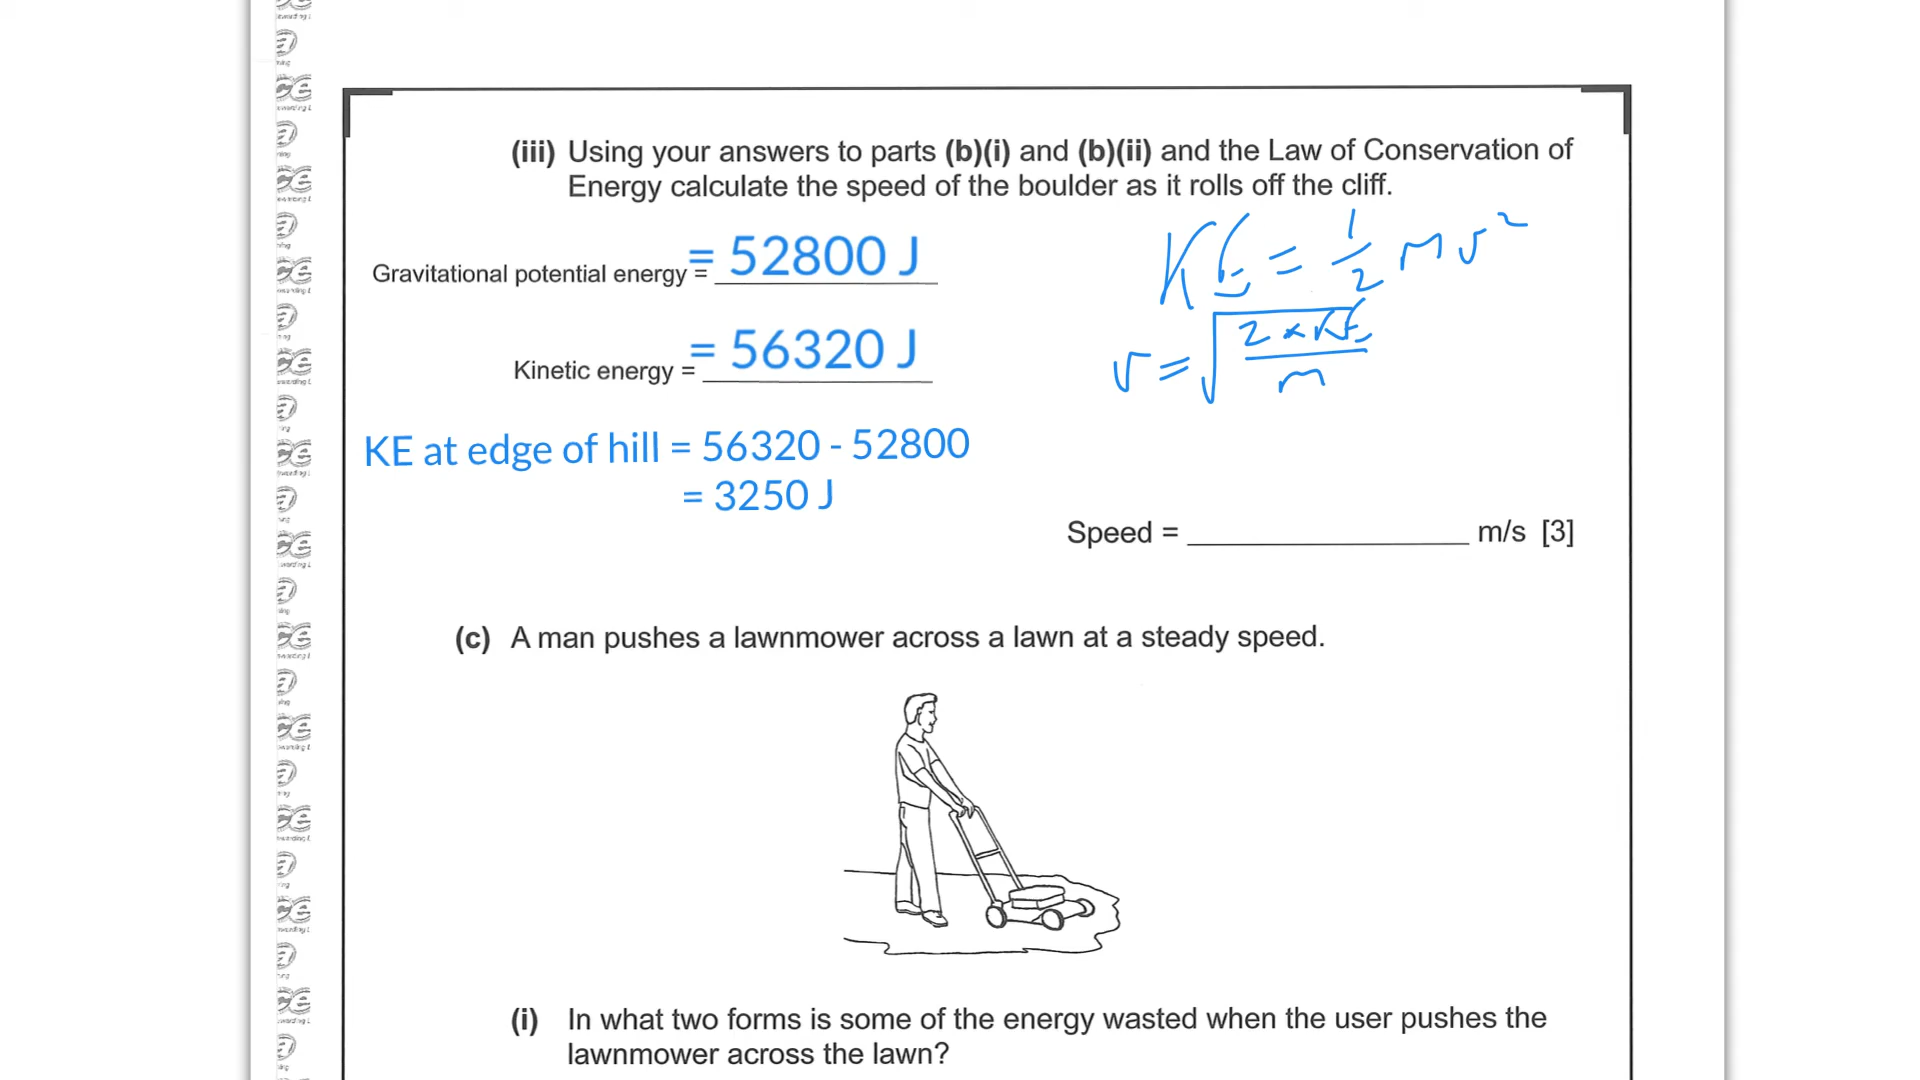 (iii) Using your answers to parts (b)(i) and (b)(ii) and the Law of Conservation of
Energy calculate the speed of the boulder as it rolls off the cliff.
KE = 1/2 mv²
Gravitational potential energy = = 52800 J
v = √(2 × KE / m)
Kinetic energy = = 56320 J
KE at edge of hill = 56320 - 52800
= 3250 J
Speed = ____________ m/s [3]
(c) A man pushes a lawnmower across a lawn at a steady speed.
(i) In what two forms is some of the energy wasted when the user pushes the
lawnmower across the lawn?